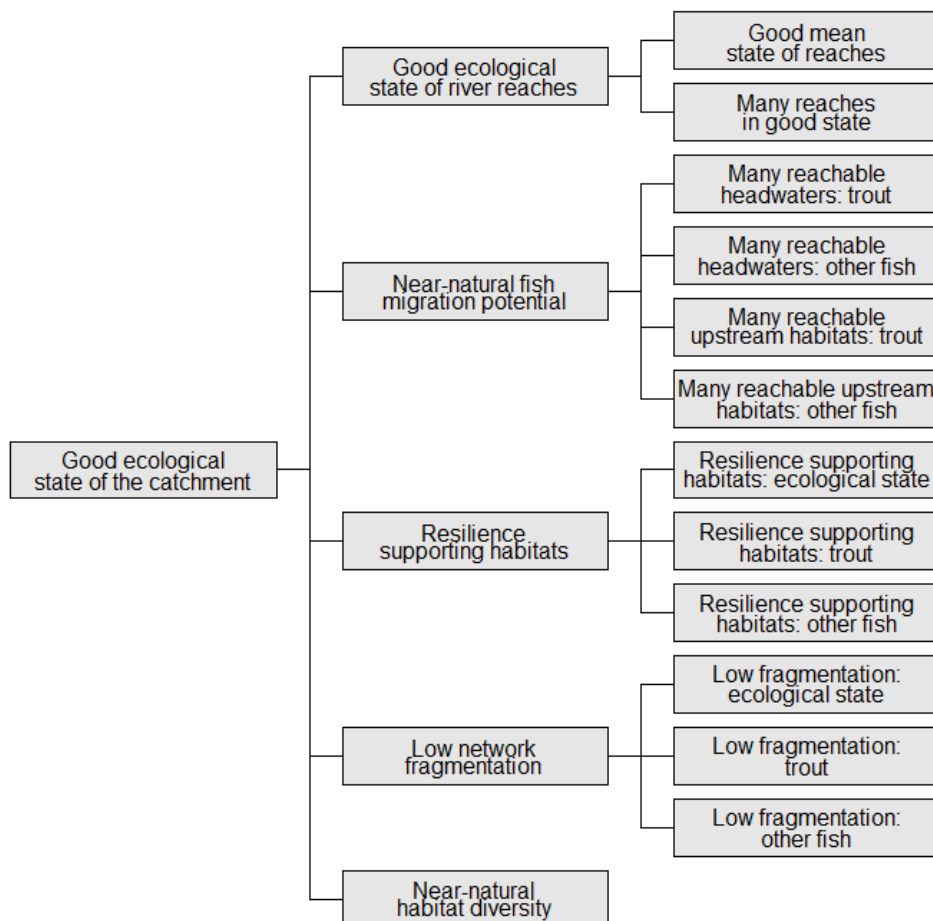 Good ecological
state of the catchment
Good ecological
state of river reaches
Good mean
state of reaches
Many reaches
in good state
Near-natural fish
migration potential
Many reachable
headwaters: trout
Many reachable
headwaters: other fish
Many reachable
upstream habitats: trout
Many reachable upstream
habitats: other fish
Resilience
supporting habitats
Resilience supporting
habitats: ecological state
Resilience supporting
habitats: trout
Resilience supporting
habitats: other fish
Low network
fragmentation
Low fragmentation:
ecological state
Low fragmentation:
trout
Low fragmentation:
other fish
Near-natural
habitat diversity